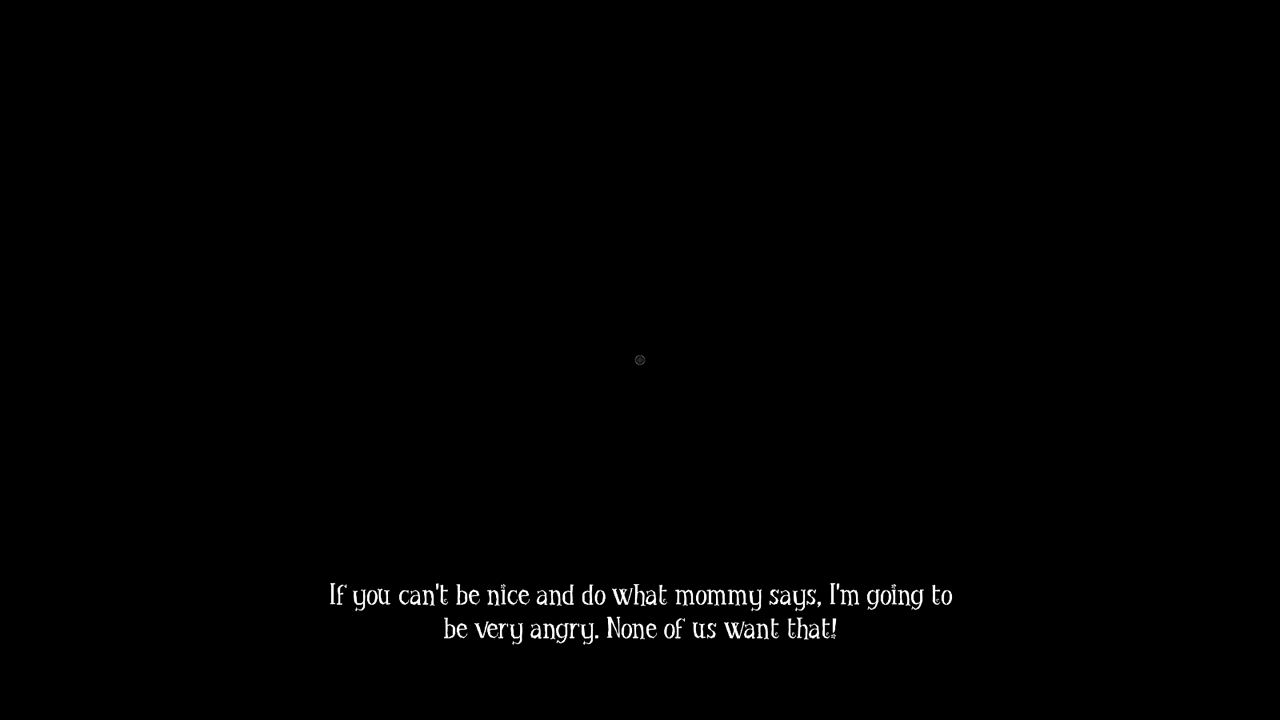 If you can't be nice and do what mommy says, I'm going to
be very angry. None of us want that!